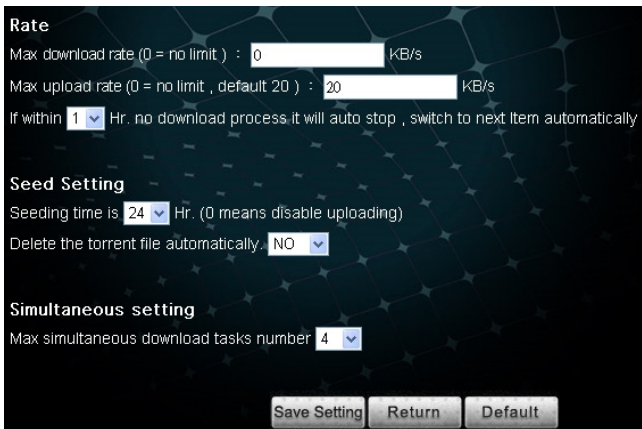 Rate
Max download rate (0 = no limit ) : 0 KB/s
Max upload rate (0 = no limit , default 20 ) : 20 KB/s
If within 1 Hr. no download process it will auto stop , switch to next Item automatically
Seed Setting
Seeding time is 24 Hr. (0 means disable uploading)
Delete the torrent file automatically. NO
Simultaneous setting
Max simultaneous download tasks number 4
Save Setting Return Default